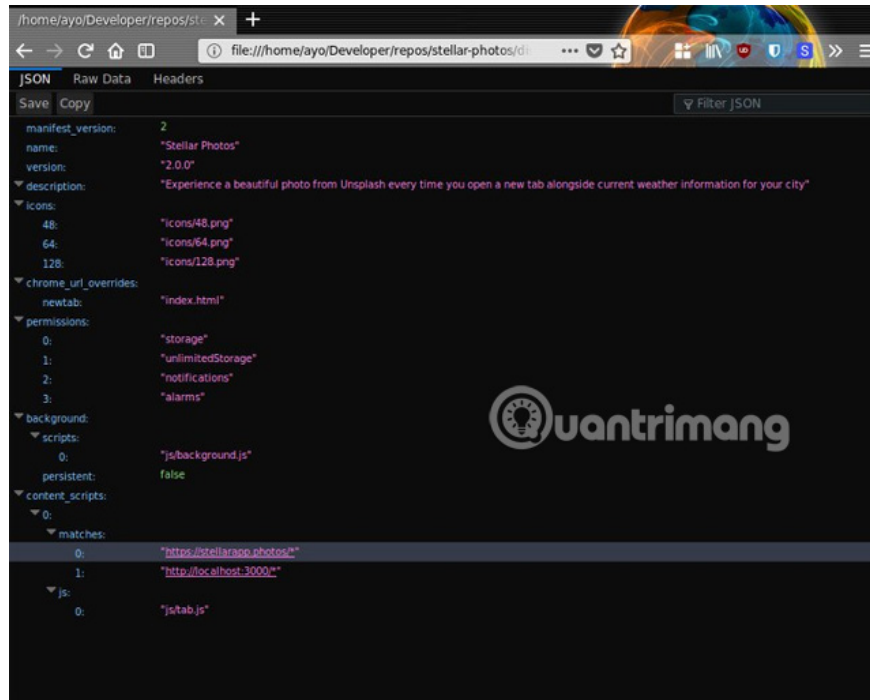 /home/ayo/Developer/repos/ste
file:///home/ayo/Developer/repos/stellar-photos/di
JSON Raw Data Headers
Save Copy Filter JSON
manifest_version: 2
name: "Stellar Photos"
version: "2.0.0"
description: "Experience a beautiful photo from Unsplash every time you open a new tab alongside current weather information for your city"
icons:
48: "icons/48.png"
64: "icons/64.png"
128: "icons/128.png"
chrome_url_overrides:
newtab: "index.html"
permissions:
0: "storage"
1: "unlimitedStorage"
2: "notifications"
3: "alarms"
background:
scripts:
0: "js/background.js"
persistent: false
content_scripts:
0:
matches:
0: "https://stellarapp.photos/*"
1: "http://localhost:3000/*"
js:
0: "js/tab.js"
Quantrimang